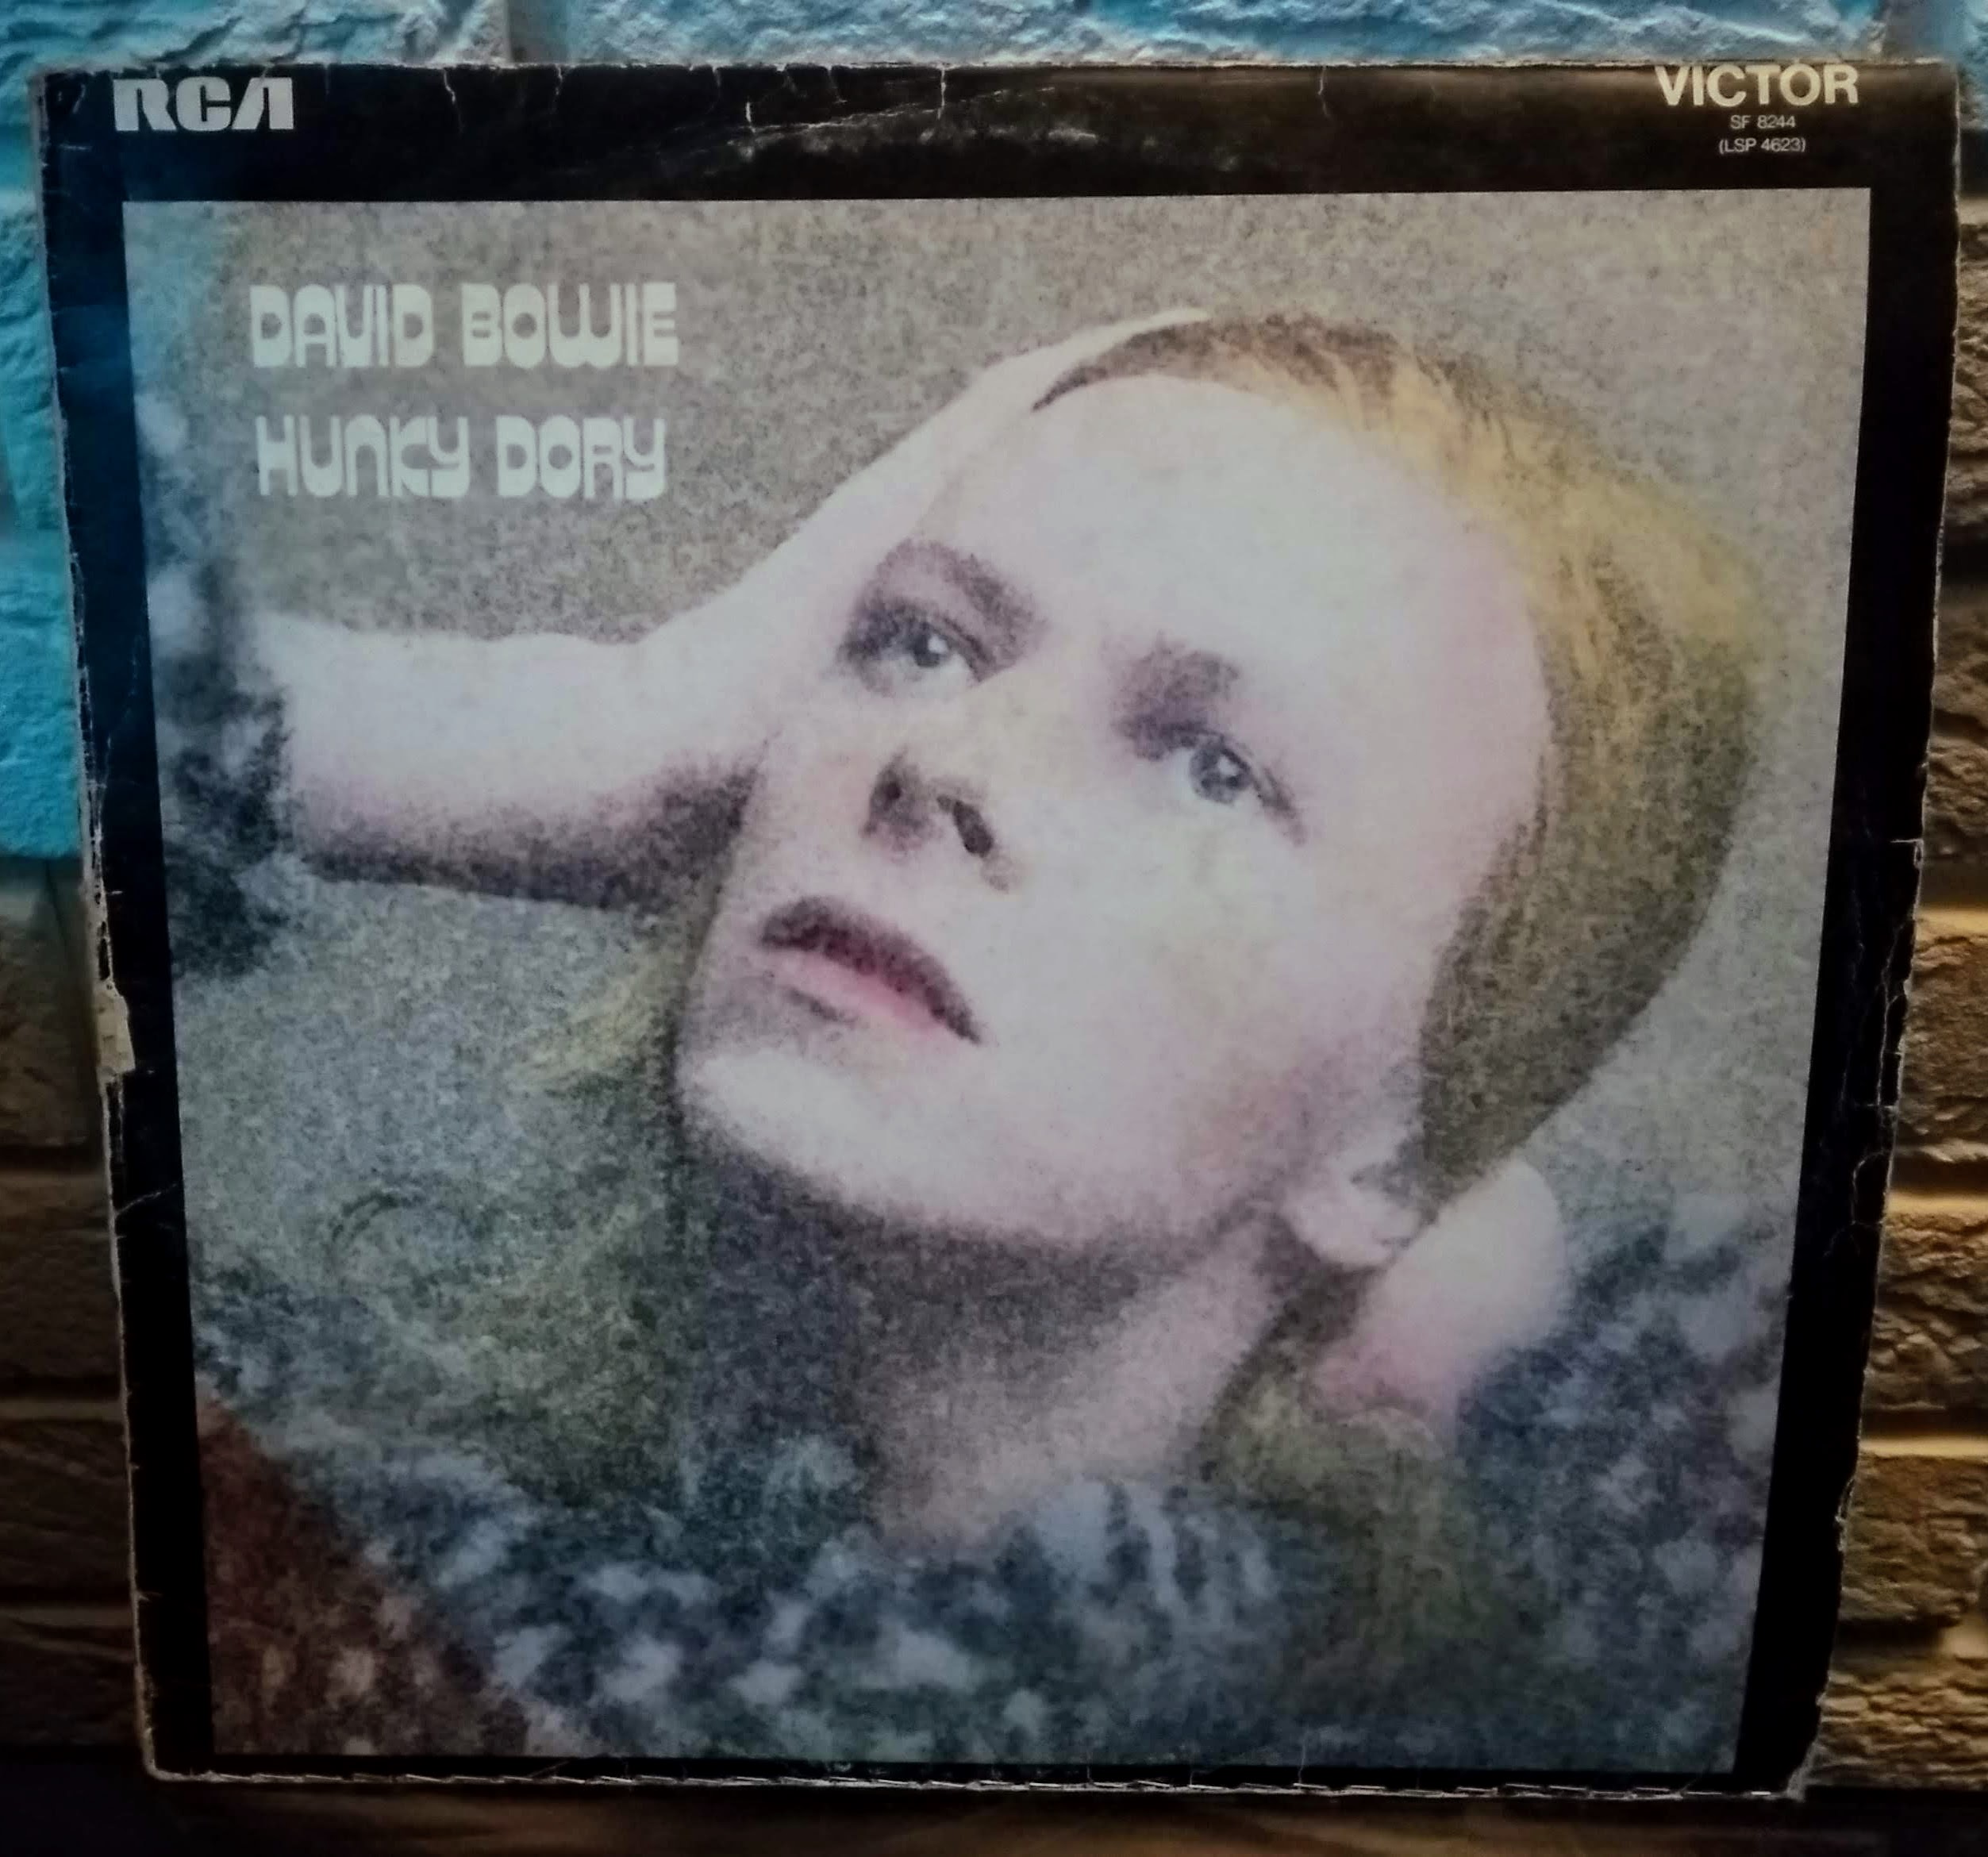 RCA
VICTOR
SF 8244
(LSP 4623)
DAVID BOWIE
HUNKY DORY